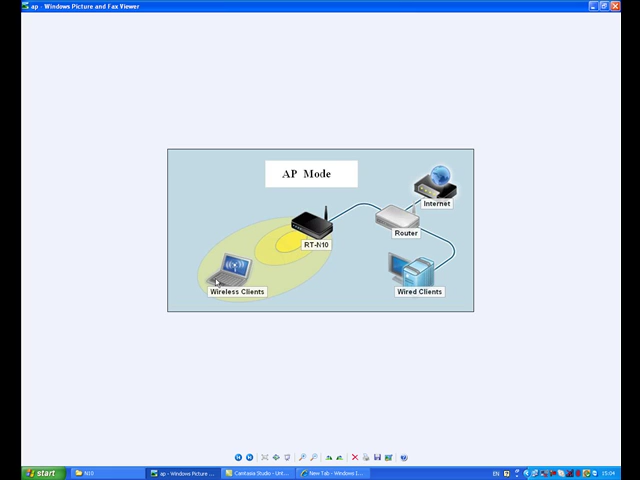 ap - Windows Picture and Fax Viewer
AP Mode
Internet
Router
RT-N10
Wireless Clients
Wired Clients
start
N10
ap - Windows Picture ...
Camtasia Studio - Unt...
New Tab - Windows I...
EN
15:04